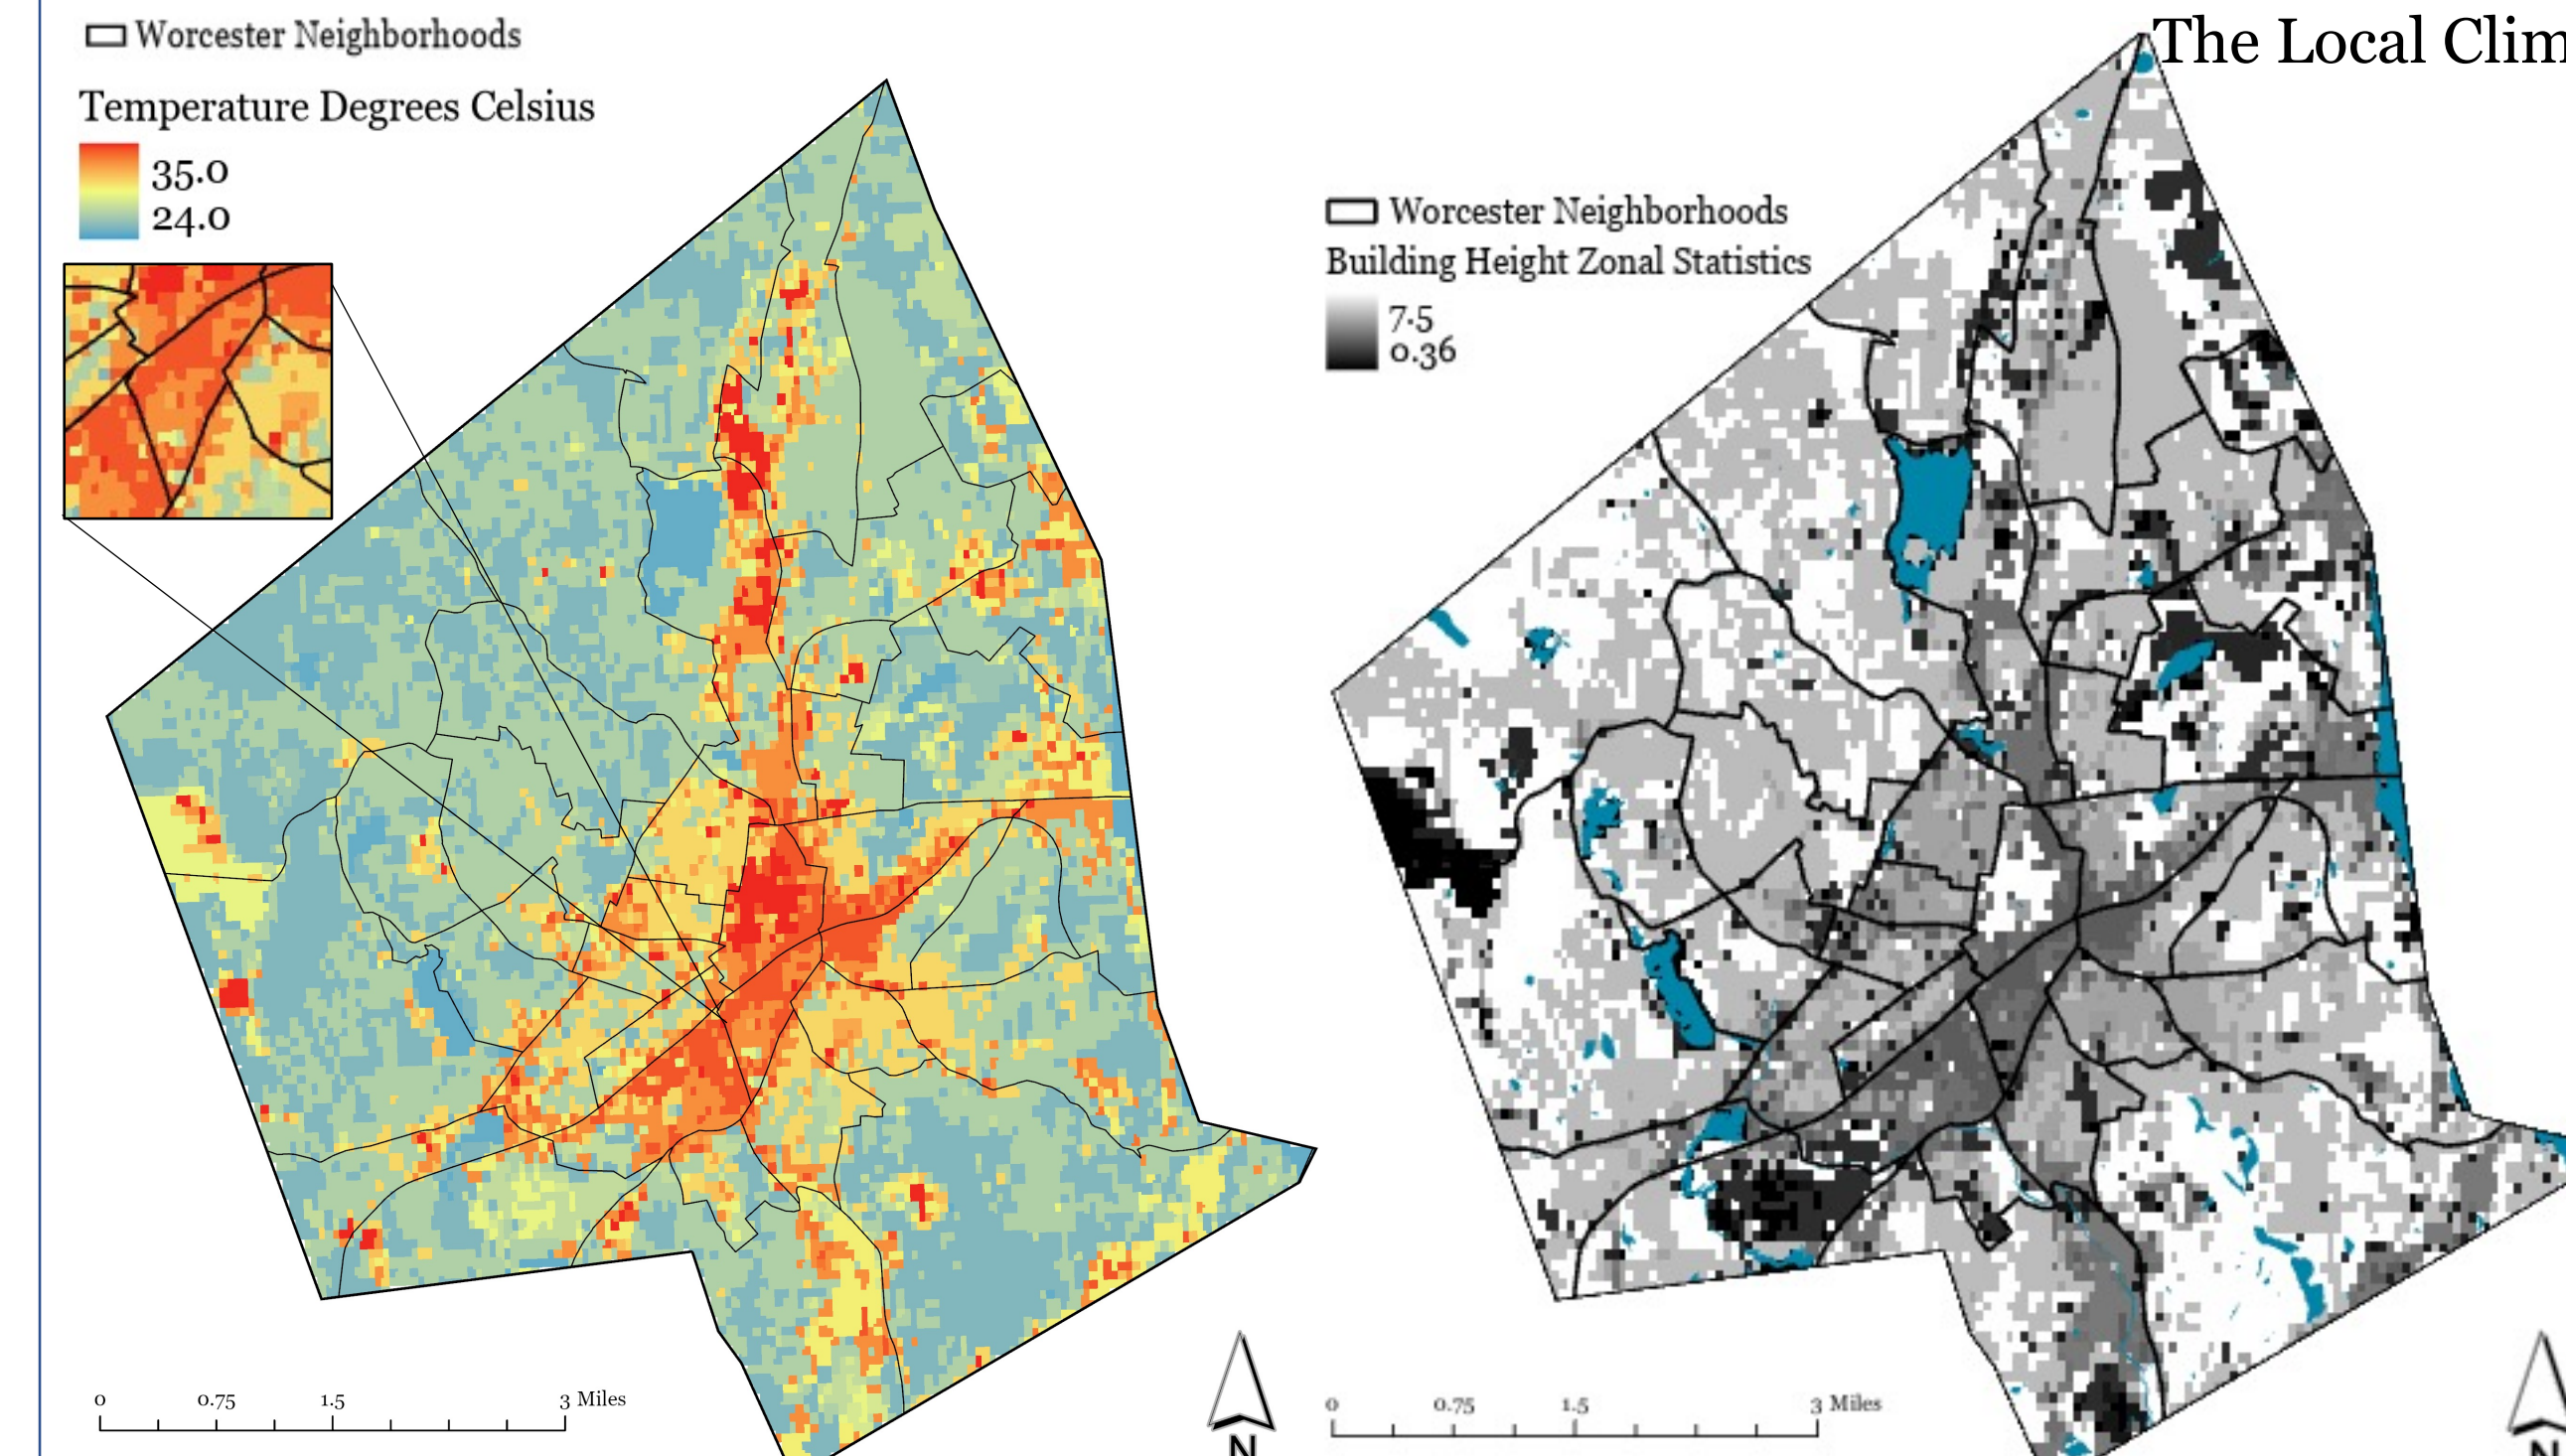 Worcester Neighborhoods
Temperature Degrees Celsius
35.0
24.0
0 0.75 1.5 3 Miles
N
The Local Clim
Worcester Neighborhoods
Building Height Zonal Statistics
7.5
0.36
0 0.75 1.5 3 Miles
N